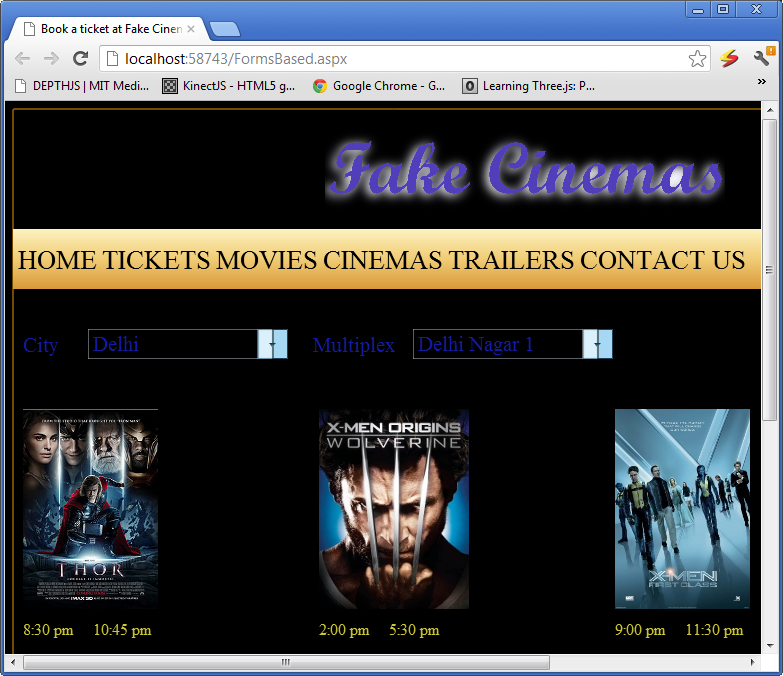 Book a ticket at Fake Cinen
localhost:58743/FormsBased.aspx
DEPTHJS | MIT Medi... KinectJS - HTML5 g... Google Chrome - G... Learning Three.js: P...
Fake Cinemas
HOME TICKETS MOVIES CINEMAS TRAILERS CONTACT US
City Delhi Multiplex Delhi Nagar 1
THOR
X-MEN ORIGINS
WOLVERINE
X-MEN
FIRST CLASS
8:30 pm 10:45 pm 2:00 pm 5:30 pm 9:00 pm 11:30 pm